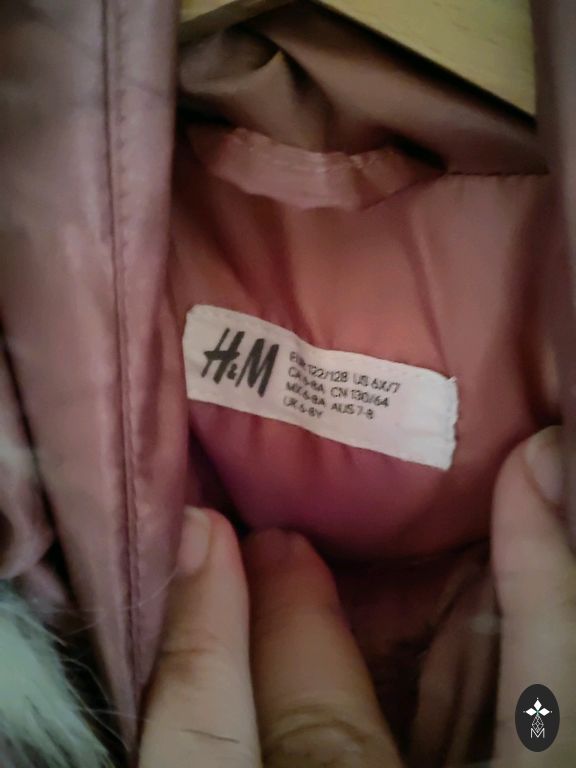 H&M
EUR 122/128 US 6X/7
CA 6-8A CN 130/64
MX 6-8A AUS 7-8
UK 6-8Y
M